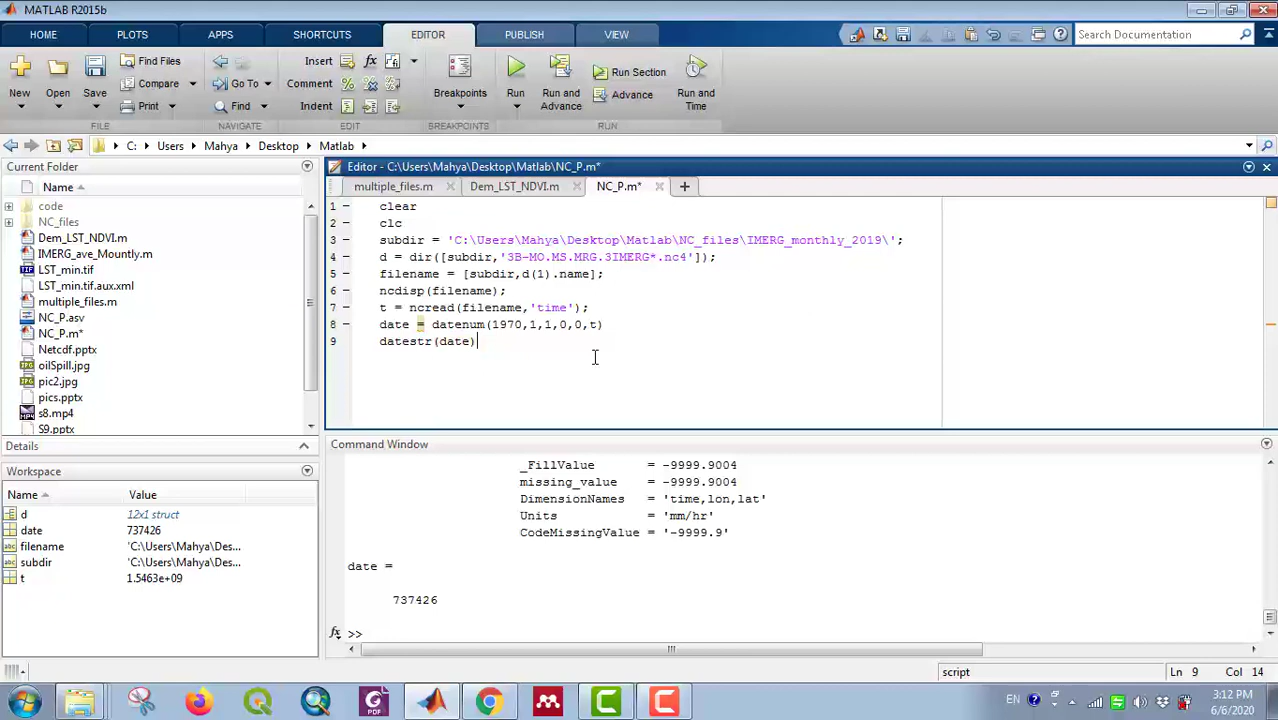 MATLAB R2015b
HOME PLOTS APPS SHORTCUTS EDITOR PUBLISH VIEW Search Documentation
New Open Save Find Files Compare Print Go To Find Insert Comment Indent Breakpoints Run Run and Advance Run Section Advance Run and Time
FILE NAVIGATE EDIT BREAKPOINTS RUN
C: Users Mahya Desktop Matlab
Current Folder
Name
code
NC_files
Dem_LST_NDVI.m
IMERG_ave_Mountly.m
LST_min.tif
LST_min.tif.aux.xml
multiple_files.m
NC_P.asv
NC_P.m*
Netcdf.pptx
oilSpill.jpg
pic2.jpg
pics.pptx
s8.mp4
S9.pptx
Details
Workspace
Name Value
d 12x1 struct
date 737426
filename 'C:\Users\Mahya\Des...
subdir 'C:\Users\Mahya\Des...
t 1.5463e+09
Editor - C:\Users\Mahya\Desktop\Matlab\NC_P.m*
multiple_files.m Dem_LST_NDVI.m NC_P.m*
1 clear
2 clc
3 subdir = 'C:\Users\Mahya\Desktop\Matlab\NC_files\IMERG_monthly_2019\';
4 d = dir([subdir,'3B-MO.MS.MRG.3IMERG*.nc4']);
5 filename = [subdir,d(1).name];
6 ncdisp(filename);
7 t = ncread(filename,'time');
8 date = datenum(1970,1,1,0,0,t)
9 datestr(date)
Command Window
_FillValue = -9999.9004
missing_value = -9999.9004
DimensionNames = 'time,lon,lat'
Units = 'mm/hr'
CodeMissingValue = '-9999.9'
date =
737426
fx >>
script Ln 9 Col 14
PDF EN 3:12 PM
6/6/2020